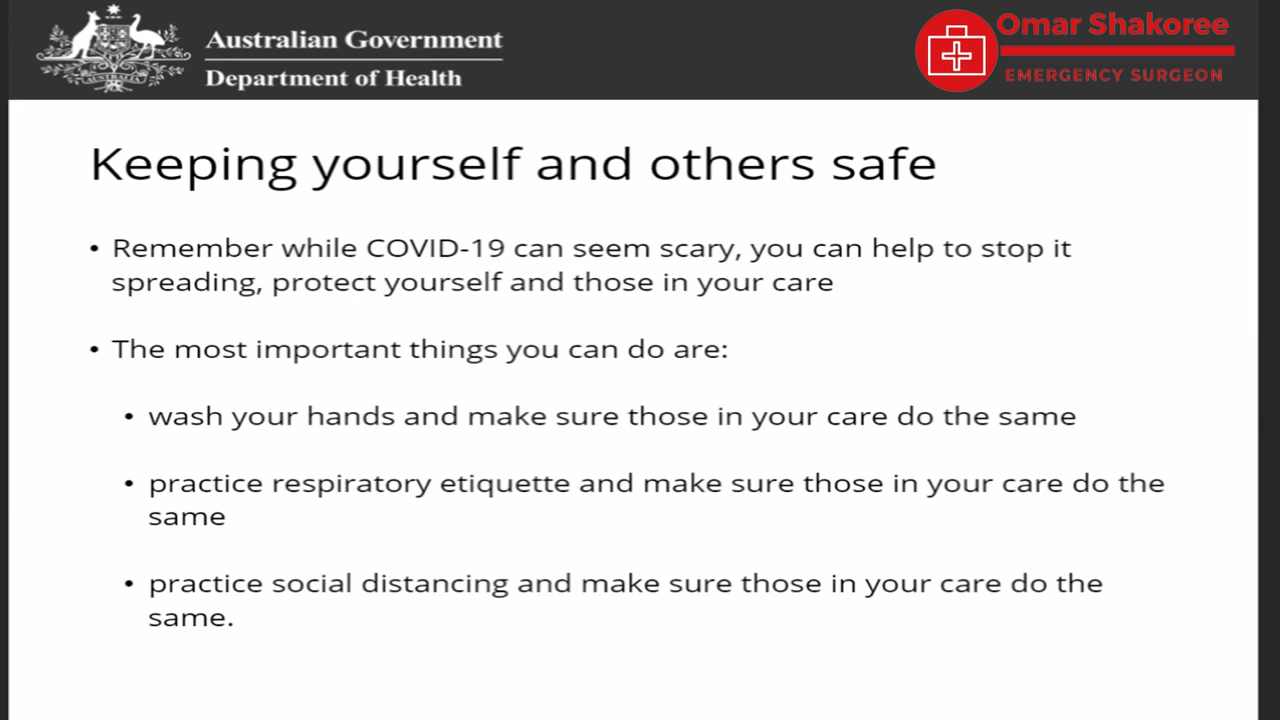 Australian Government
Department of Health
Omar Shakoree
EMERGENCY SURGEON
Keeping yourself and others safe
• Remember while COVID-19 can seem scary, you can help to stop it
spreading, protect yourself and those in your care
• The most important things you can do are:
• wash your hands and make sure those in your care do the same
• practice respiratory etiquette and make sure those in your care do the
same
• practice social distancing and make sure those in your care do the
same.